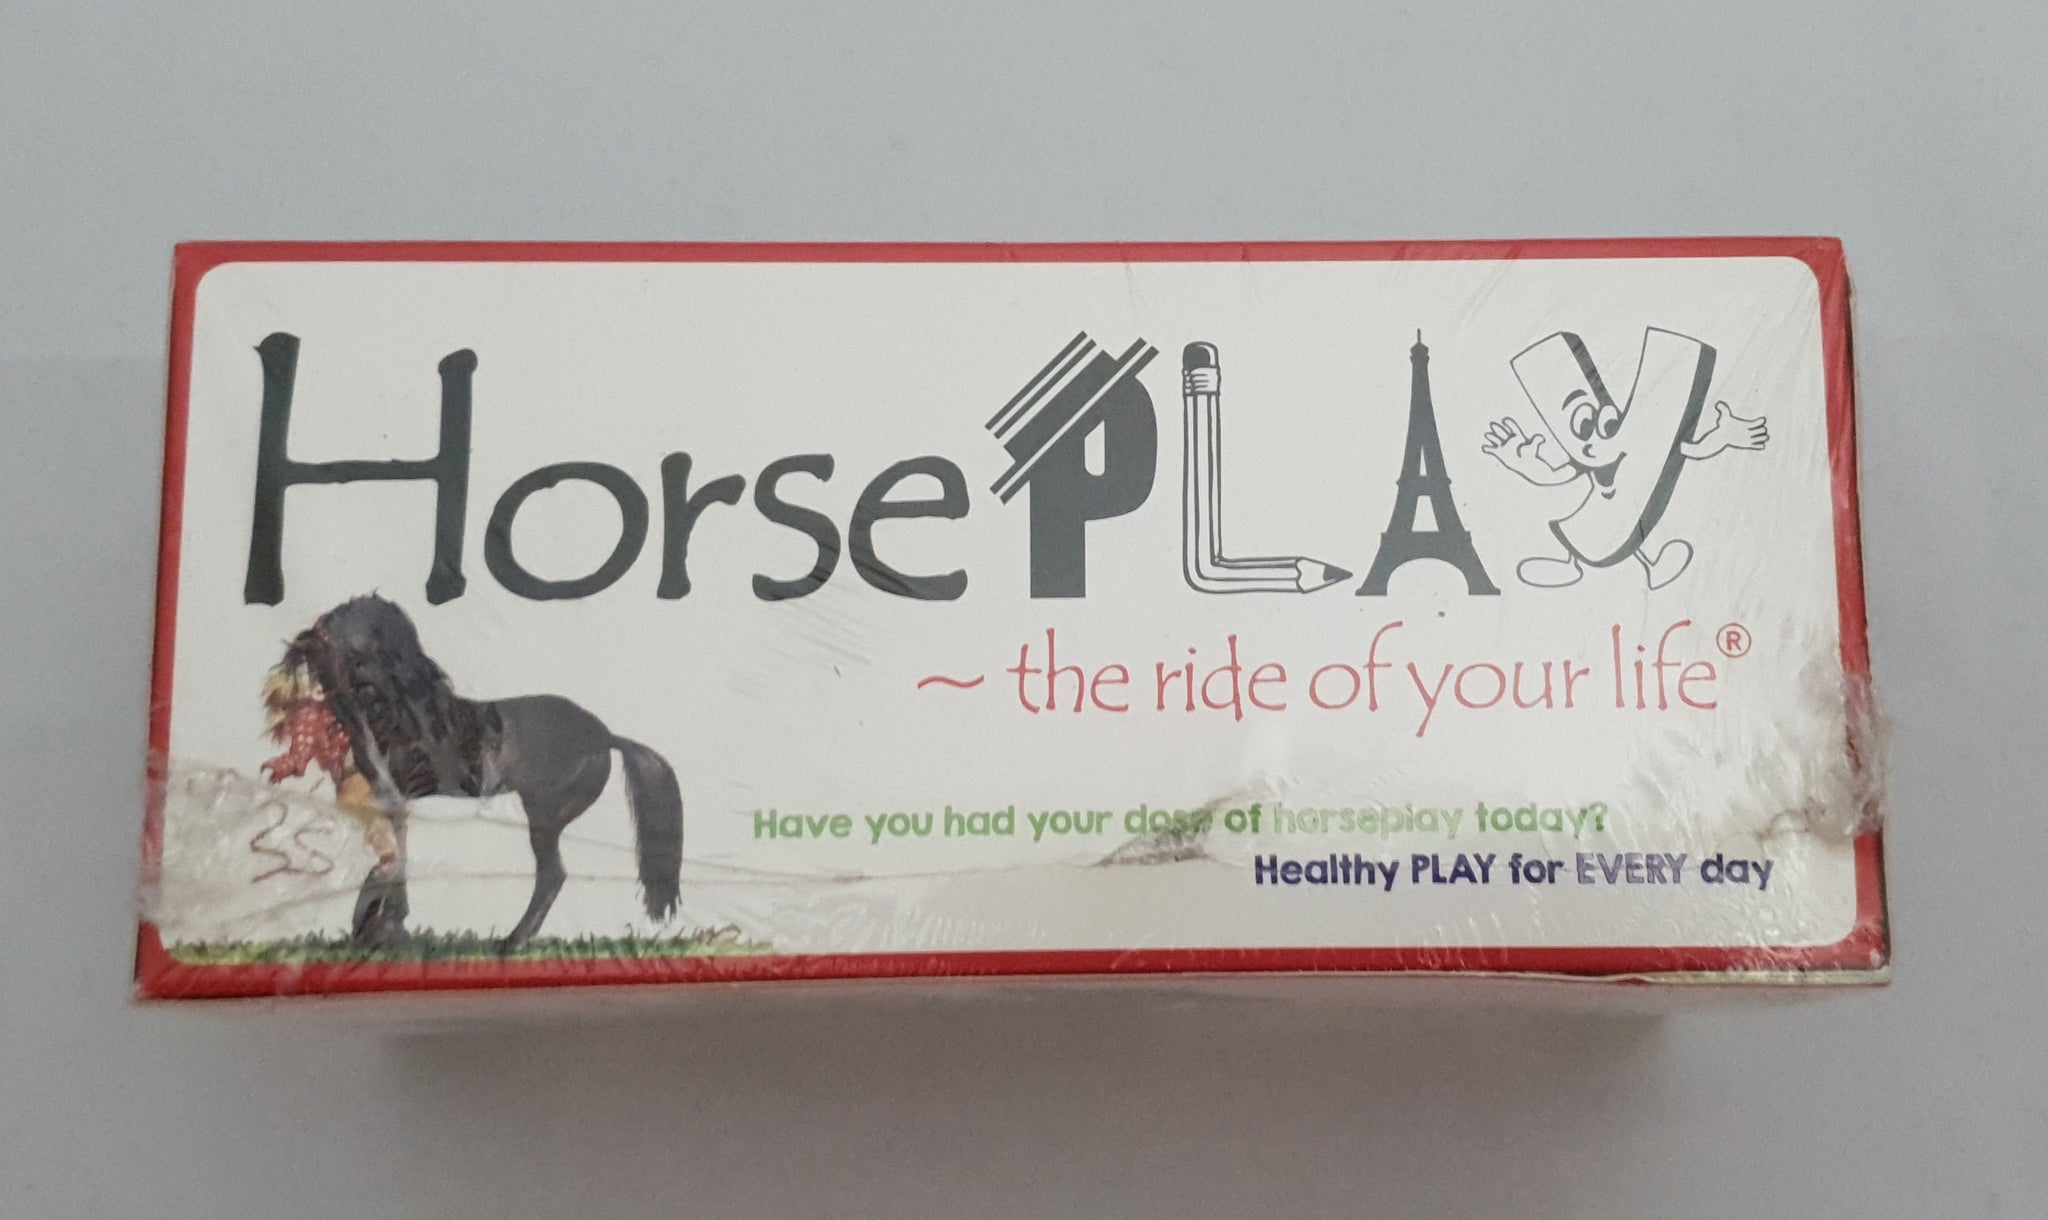 HorsePLAY
~ the ride of your life®
Have you had your dose of horseplay today?
Healthy PLAY for EVERY day